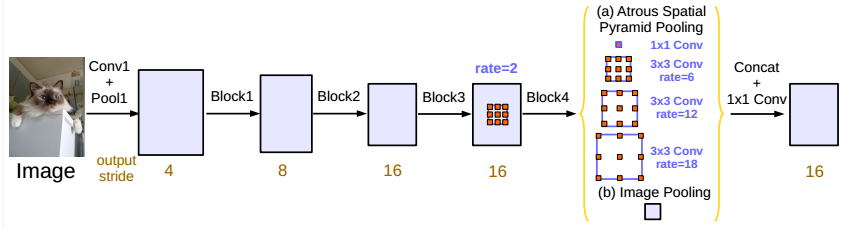 (a) Atrous Spatial
Pyramid Pooling
1x1 Conv
3x3 Conv
rate=6
3x3 Conv
rate=12
3x3 Conv
rate=18
(b) Image Pooling
Conv1
+
Pool1
Block1
Block2
Block3
rate=2
Block4
Concat
+
1x1 Conv
Image
output
stride
4
8
16
16
16